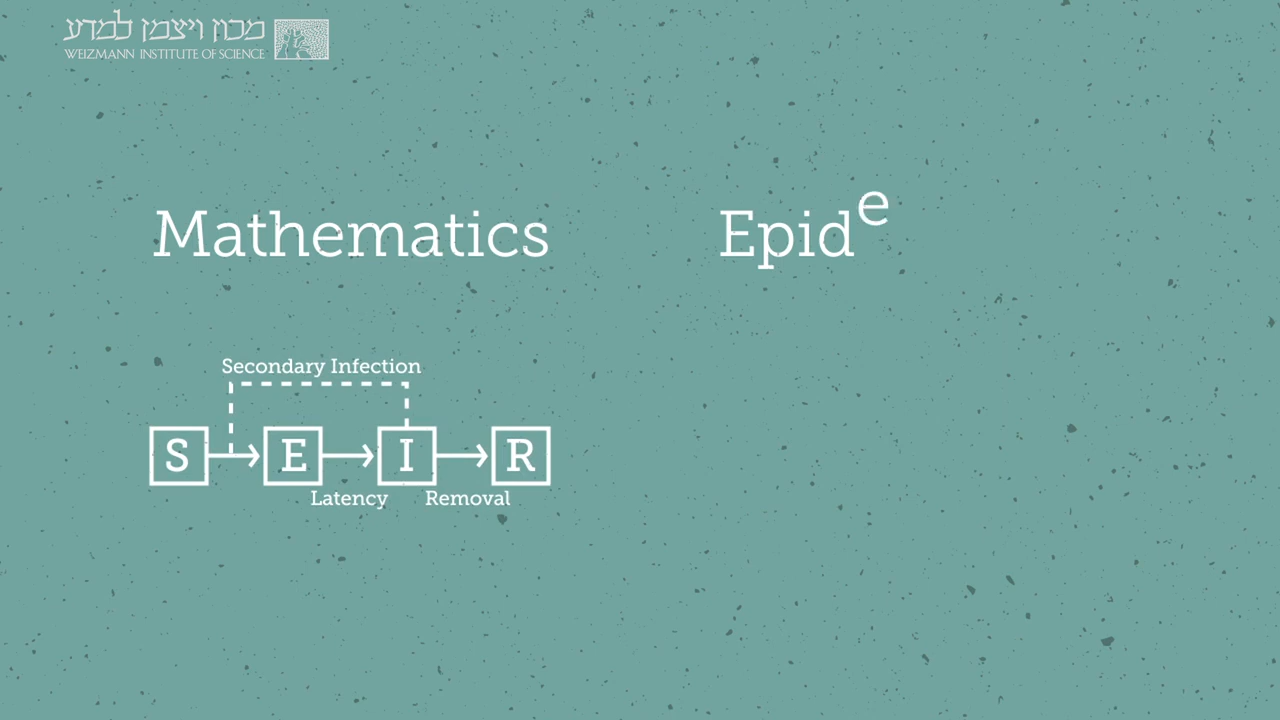 מכון ויצמן למדע
WEIZMANN INSTITUTE OF SCIENCE
Mathematics
Epide
Secondary Infection
S E I R
Latency Removal